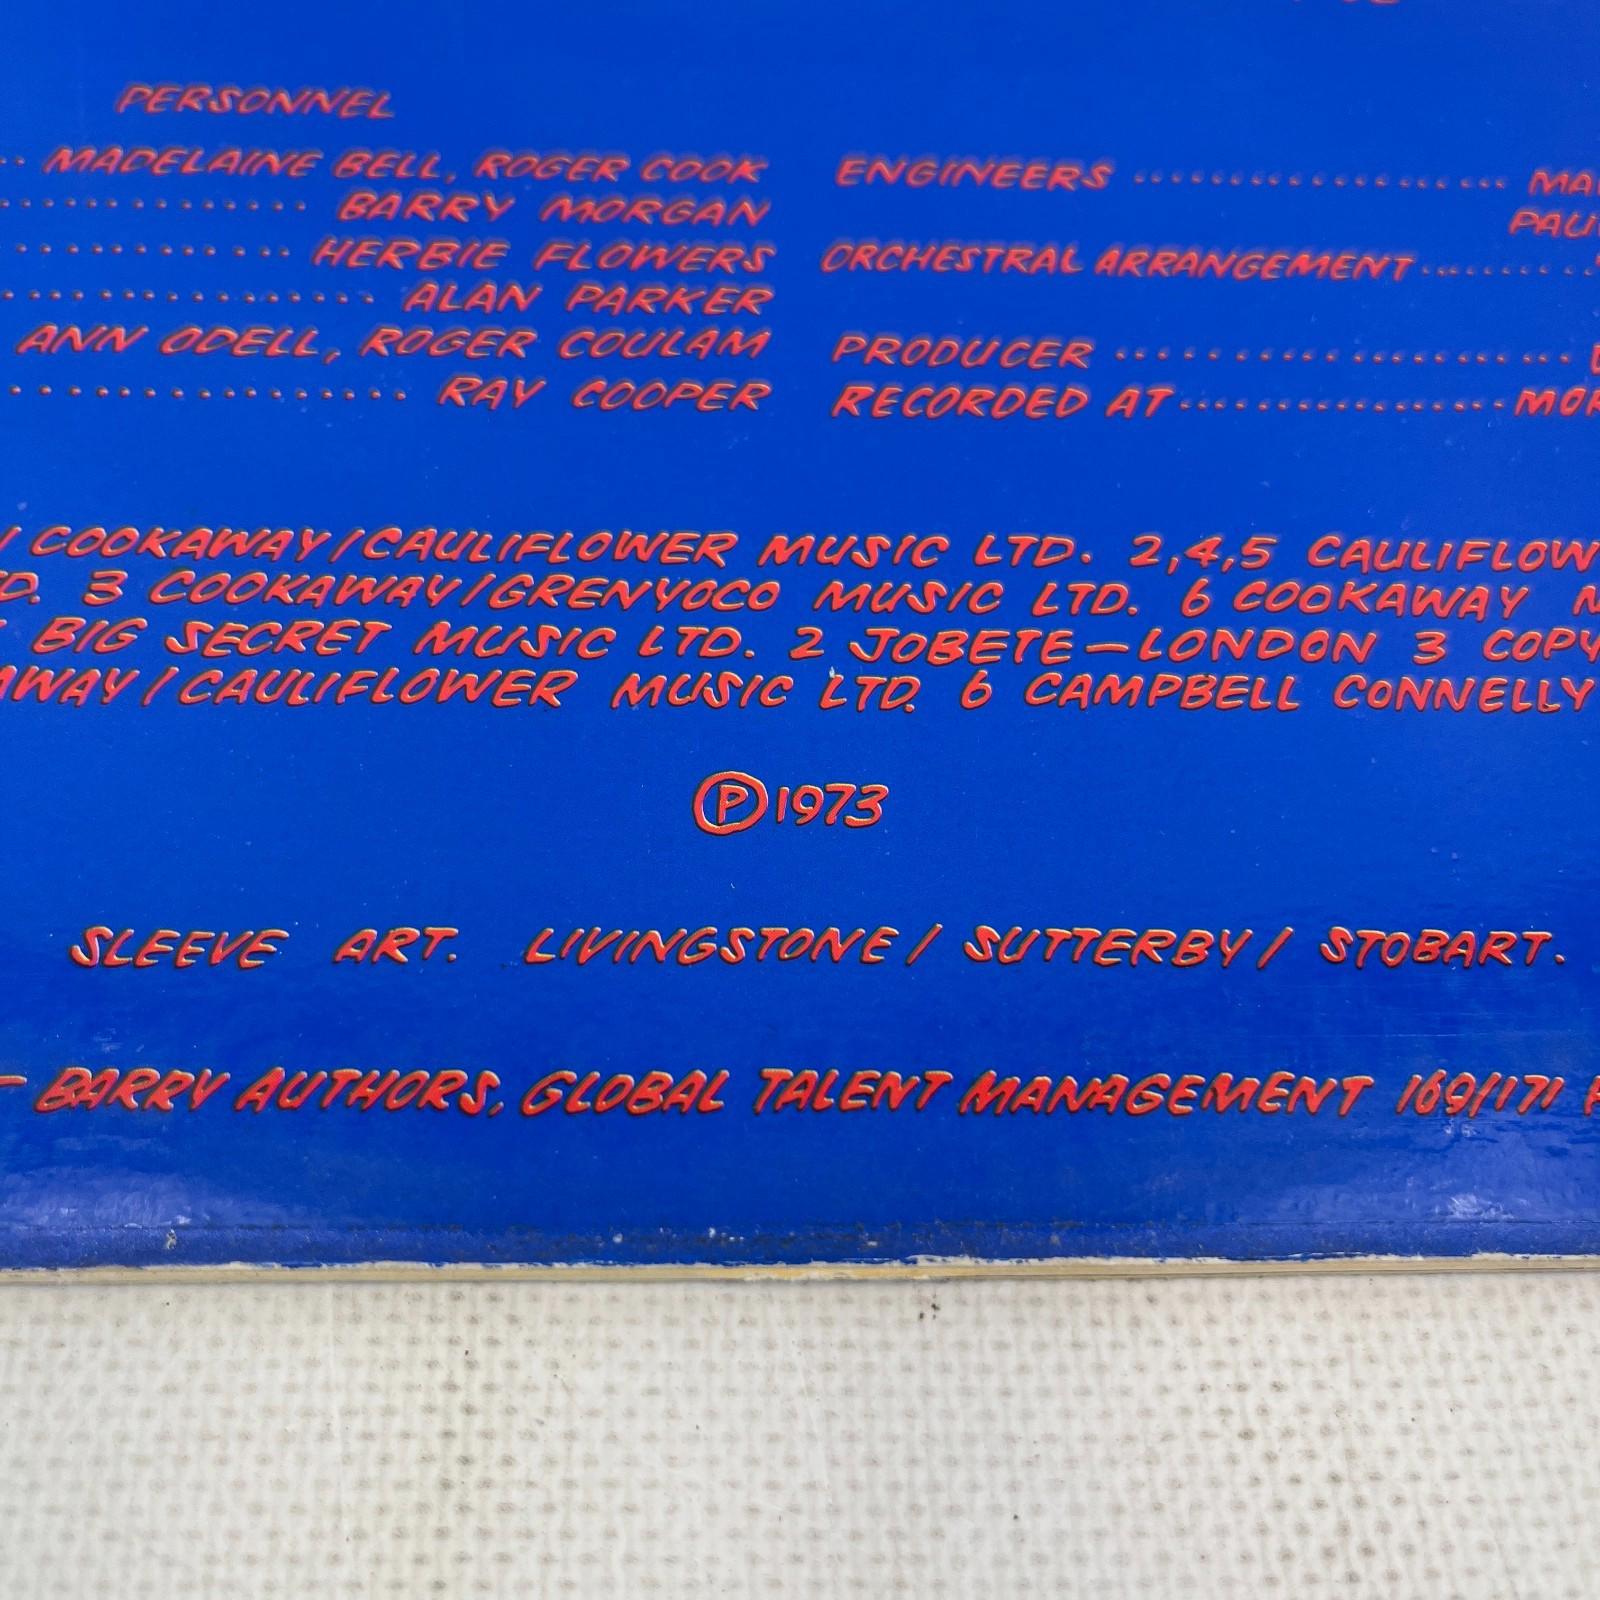 PERSONNEL
MADELAINE BELL, ROGER COOK
BARRY MORGAN
HERBIE FLOWERS
ALAN PARKER
ANN ODELL, ROGER COULAM
RAY COOPER
ENGINEERS
ORCHESTRAL ARRANGEMENT
PRODUCER
RECORDED AT
COOKAWAY/CAULIFLOWER MUSIC LTD. 2,4,5
3 COOKAWAY/GRENYOCO MUSIC LTD. 6 COOKAWAY
BIG SECRET MUSIC LTD. 2 JOBETE—LONDON 3
/CAULIFLOWER MUSIC LTD. 6 CAMPBELL CONNELLY
Ⓟ1973
SLEEVE ART. LIVINGSTONE/ SUTTERBY/ STOBART.
BARRY AUTHORS, GLOBAL TALENT MANAGEMENT 169/171